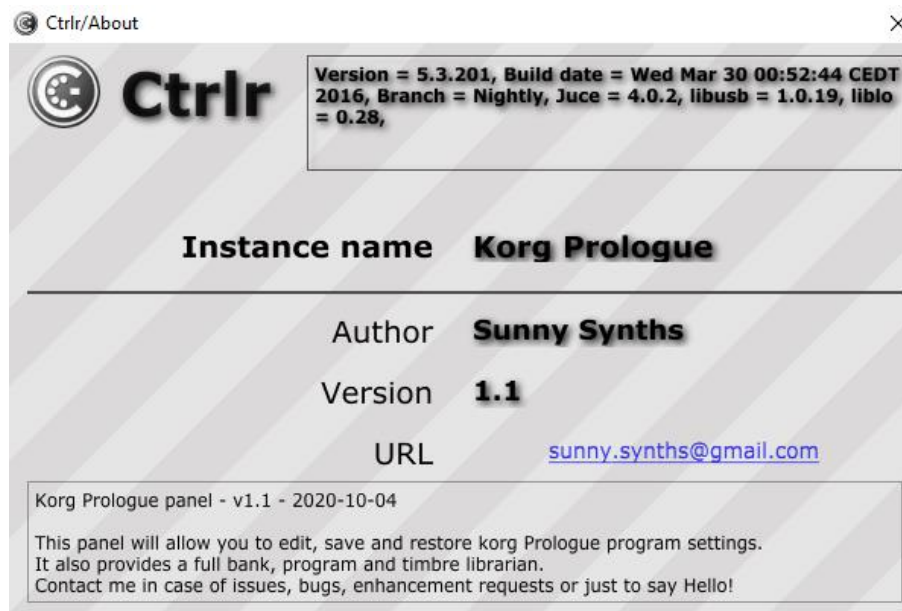 Ctrlr/About
Ctrlr
Version = 5.3.201, Build date = Wed Mar 30 00:52:44 CEDT
2016, Branch = Nightly, Juce = 4.0.2, libusb = 1.0.19, liblo
= 0.28,
Instance name Korg Prologue
Author Sunny Synths
Version 1.1
URL sunny.synths@gmail.com
Korg Prologue panel - v1.1 - 2020-10-04
This panel will allow you to edit, save and restore korg Prologue program settings.
It also provides a full bank, program and timbre librarian.
Contact me in case of issues, bugs, enhancement requests or just to say Hello!